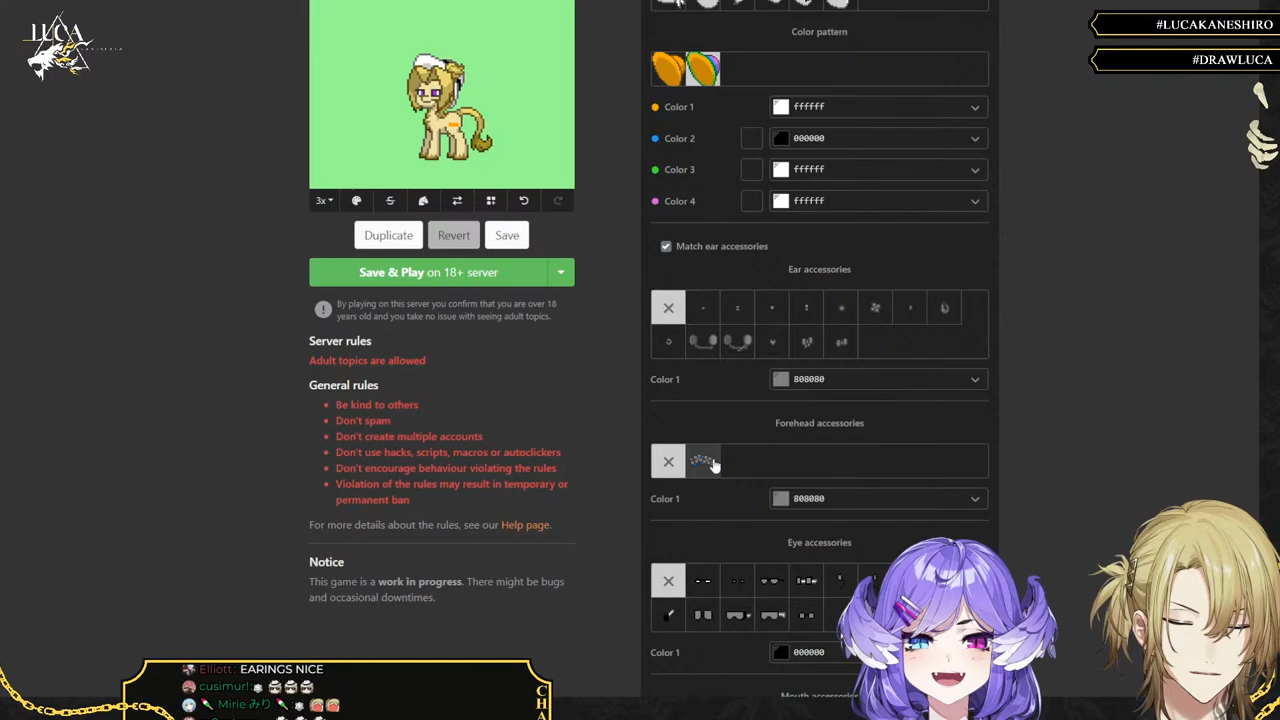 LUCA
#LUCAKANESHIRO
#DRAWLUCA
Color pattern
Color 1 ffffff
Color 2 000000
Color 3 ffffff
Color 4 ffffff
3x
Duplicate Revert Save
Save & Play on 18+ server
By playing on this server you confirm that you are over 18
years old and you take no issue with seeing adult topics.
Server rules
Adult topics are allowed
General rules
Be kind to others
Don't spam
Don't create multiple accounts
Don't use hacks, scripts, macros or autoclickers
Don't encourage behaviour violating the rules
Violation of the rules may result in temporary or
permanent ban
For more details about the rules, see our Help page.
Notice
This game is a work in progress. There might be bugs
and occasional downtimes.
Match ear accessories
Ear accessories
Color 1 808080
Forehead accessories
Color 1 808080
Eye accessories
Color 1 000000
Mouth accessories
Elliott: EARINGS NICE
cusimur!:
Mirieみり :
C
H
A